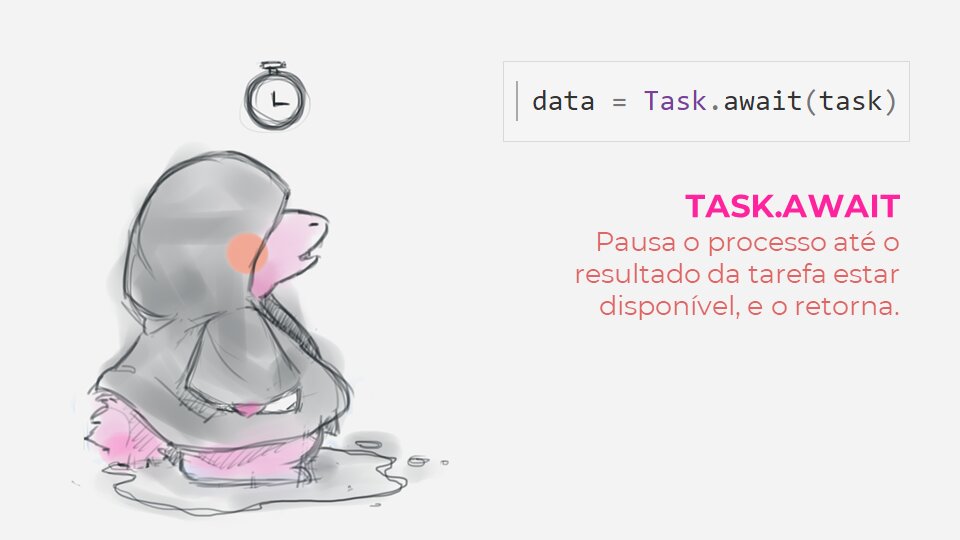 data = Task.await(task)
TASK.AWAIT
Pausa o processo até o
resultado da tarefa estar
disponível, e o retorna.